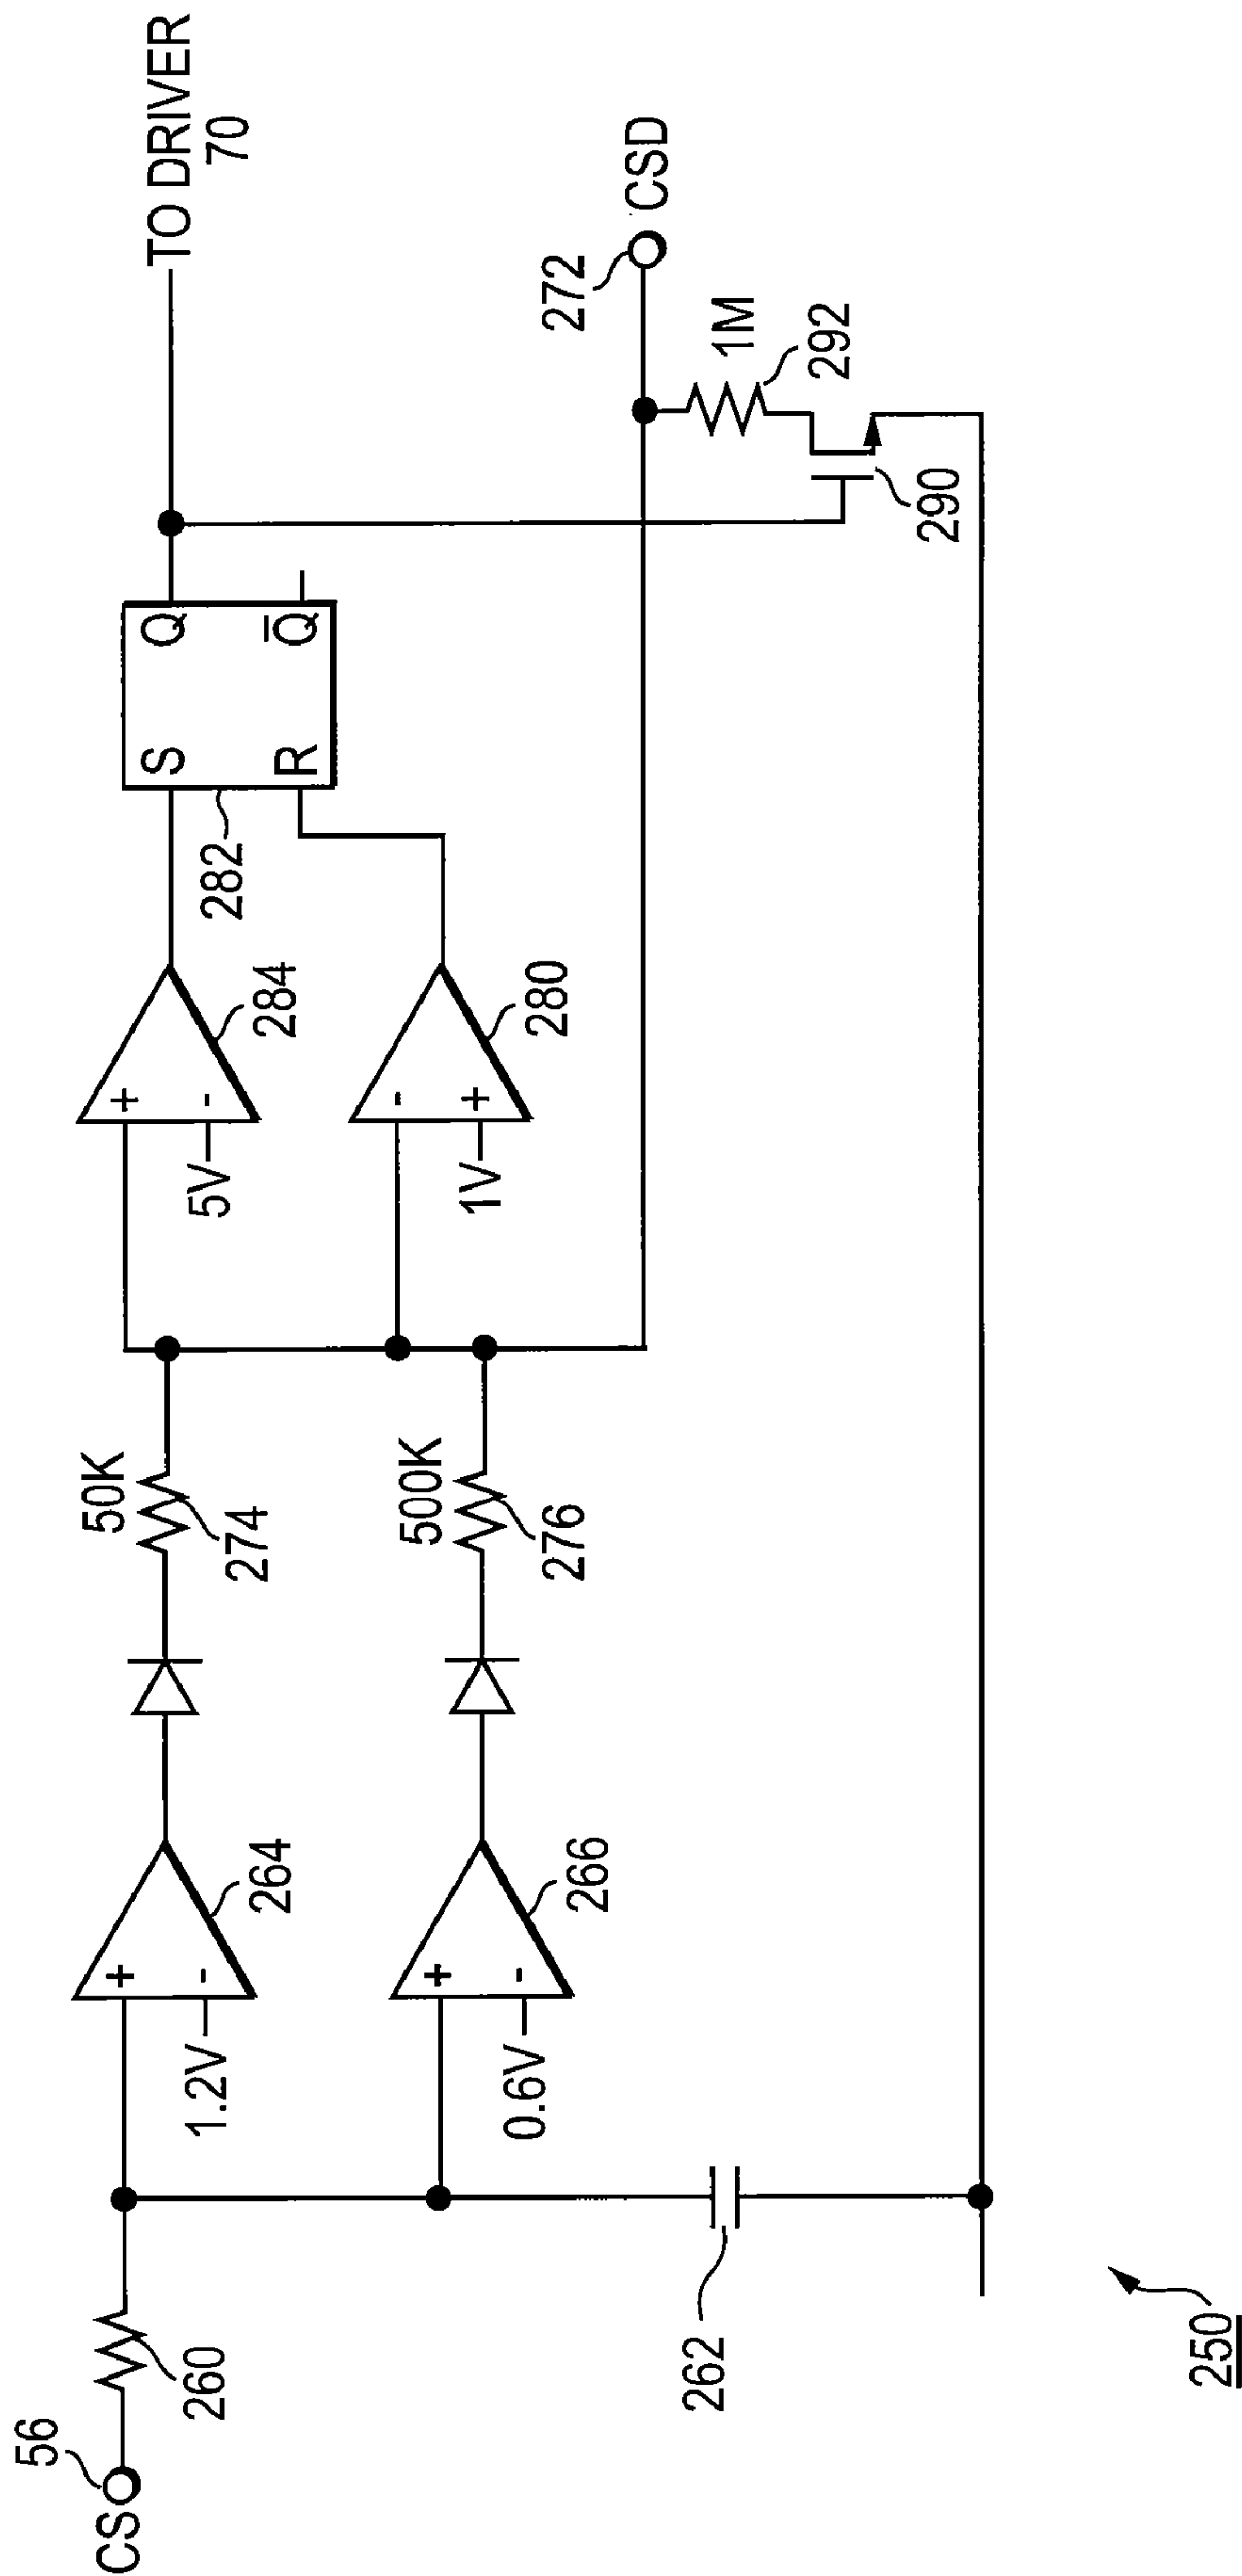 56
CS
260
262
1.2V
+
-
264
0.6V
+
-
266
50K
274
500K
276
5V
+
-
284
1V
-
+
280
S
Q
R
Q̅
282
TO DRIVER
70
272
CSD
1M
292
290
250